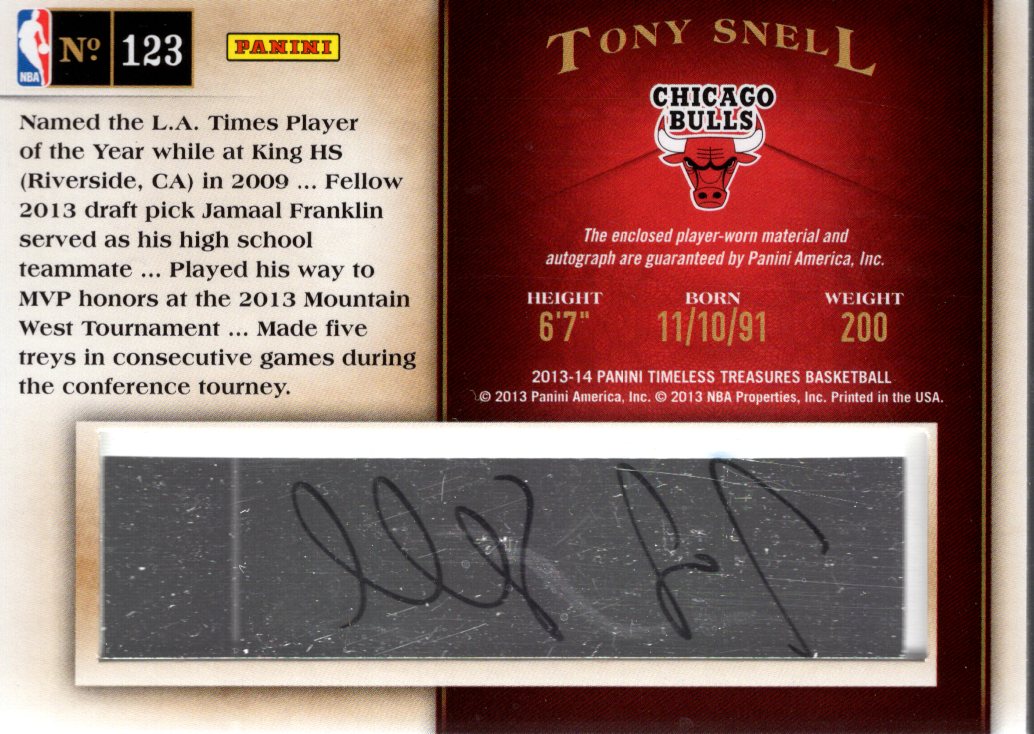 NBA
Nº 123
PANINI
Named the L.A. Times Player
of the Year while at King HS
(Riverside, CA) in 2009 ... Fellow
2013 draft pick Jamaal Franklin
served as his high school
teammate ... Played his way to
MVP honors at the 2013 Mountain
West Tournament ... Made five
treys in consecutive games during
the conference tourney.
TONY SNELL
CHICAGO
BULLS
The enclosed player-worn material and
autograph are guaranteed by Panini America, Inc.
HEIGHT BORN WEIGHT
6'7" 11/10/91 200
2013-14 PANINI TIMELESS TREASURES BASKETBALL
© 2013 Panini America, Inc. © 2013 NBA Properties, Inc. Printed in the USA.